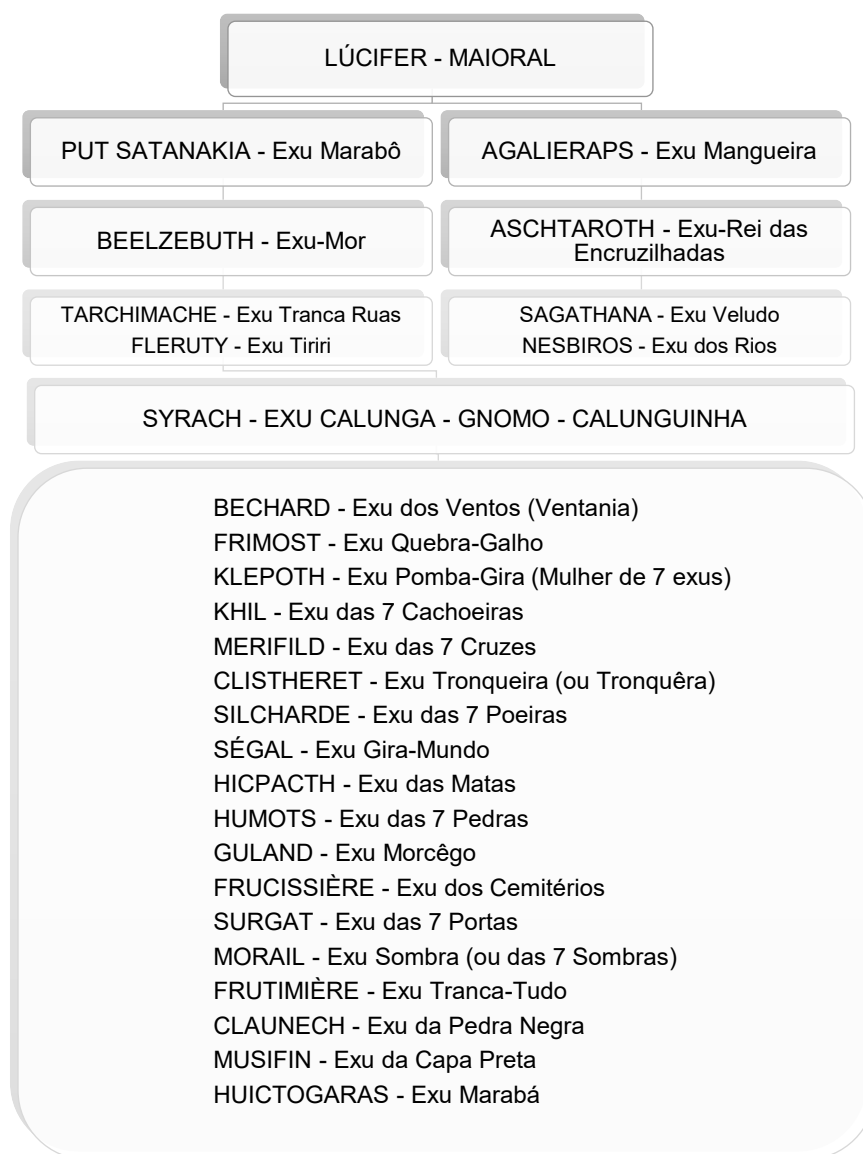 LÚCIFER - MAIORAL
PUT SATANAKIA - Exu Marabô
AGALIERAPS - Exu Mangueira
BEELZEBUTH - Exu-Mor
ASCHTAROTH - Exu-Rei das
Encruzilhadas
TARCHIMACHE - Exu Tranca Ruas
FLERUTY - Exu Tiriri
SAGATHANA - Exu Veludo
NESBIROS - Exu dos Rios
SYRACH - EXU CALUNGA - GNOMO - CALUNGUINHA
BECHARD - Exu dos Ventos (Ventania)
FRIMOST - Exu Quebra-Galho
KLEPOTH - Exu Pomba-Gira (Mulher de 7 exus)
KHIL - Exu das 7 Cachoeiras
MERIFILD - Exu das 7 Cruzes
CLISTHERET - Exu Tronqueira (ou Tronquêra)
SILCHARDE - Exu das 7 Poeiras
SÉGAL - Exu Gira-Mundo
HICPACTH - Exu das Matas
HUMOTS - Exu das 7 Pedras
GULAND - Exu Morcêgo
FRUCISSIÈRE - Exu dos Cemitérios
SURGAT - Exu das 7 Portas
MORAIL - Exu Sombra (ou das 7 Sombras)
FRUTIMIÈRE - Exu Tranca-Tudo
CLAUNECH - Exu da Pedra Negra
MUSIFIN - Exu da Capa Preta
HUICTOGARAS - Exu Marabá